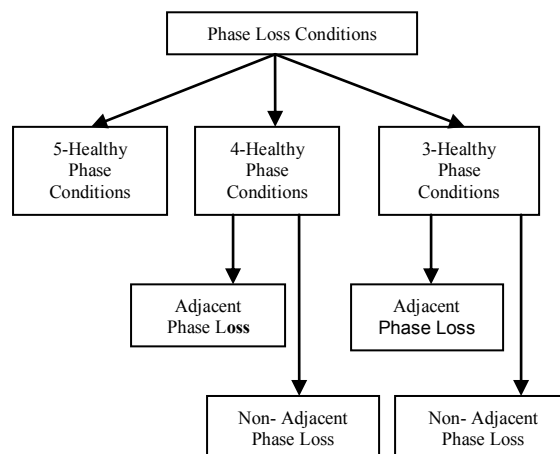 Phase Loss Conditions
5-Healthy
Phase
Conditions
4-Healthy
Phase
Conditions
3-Healthy
Phase
Conditions
Adjacent
Phase Loss
Adjacent
Phase Loss
Non- Adjacent
Phase Loss
Non- Adjacent
Phase Loss